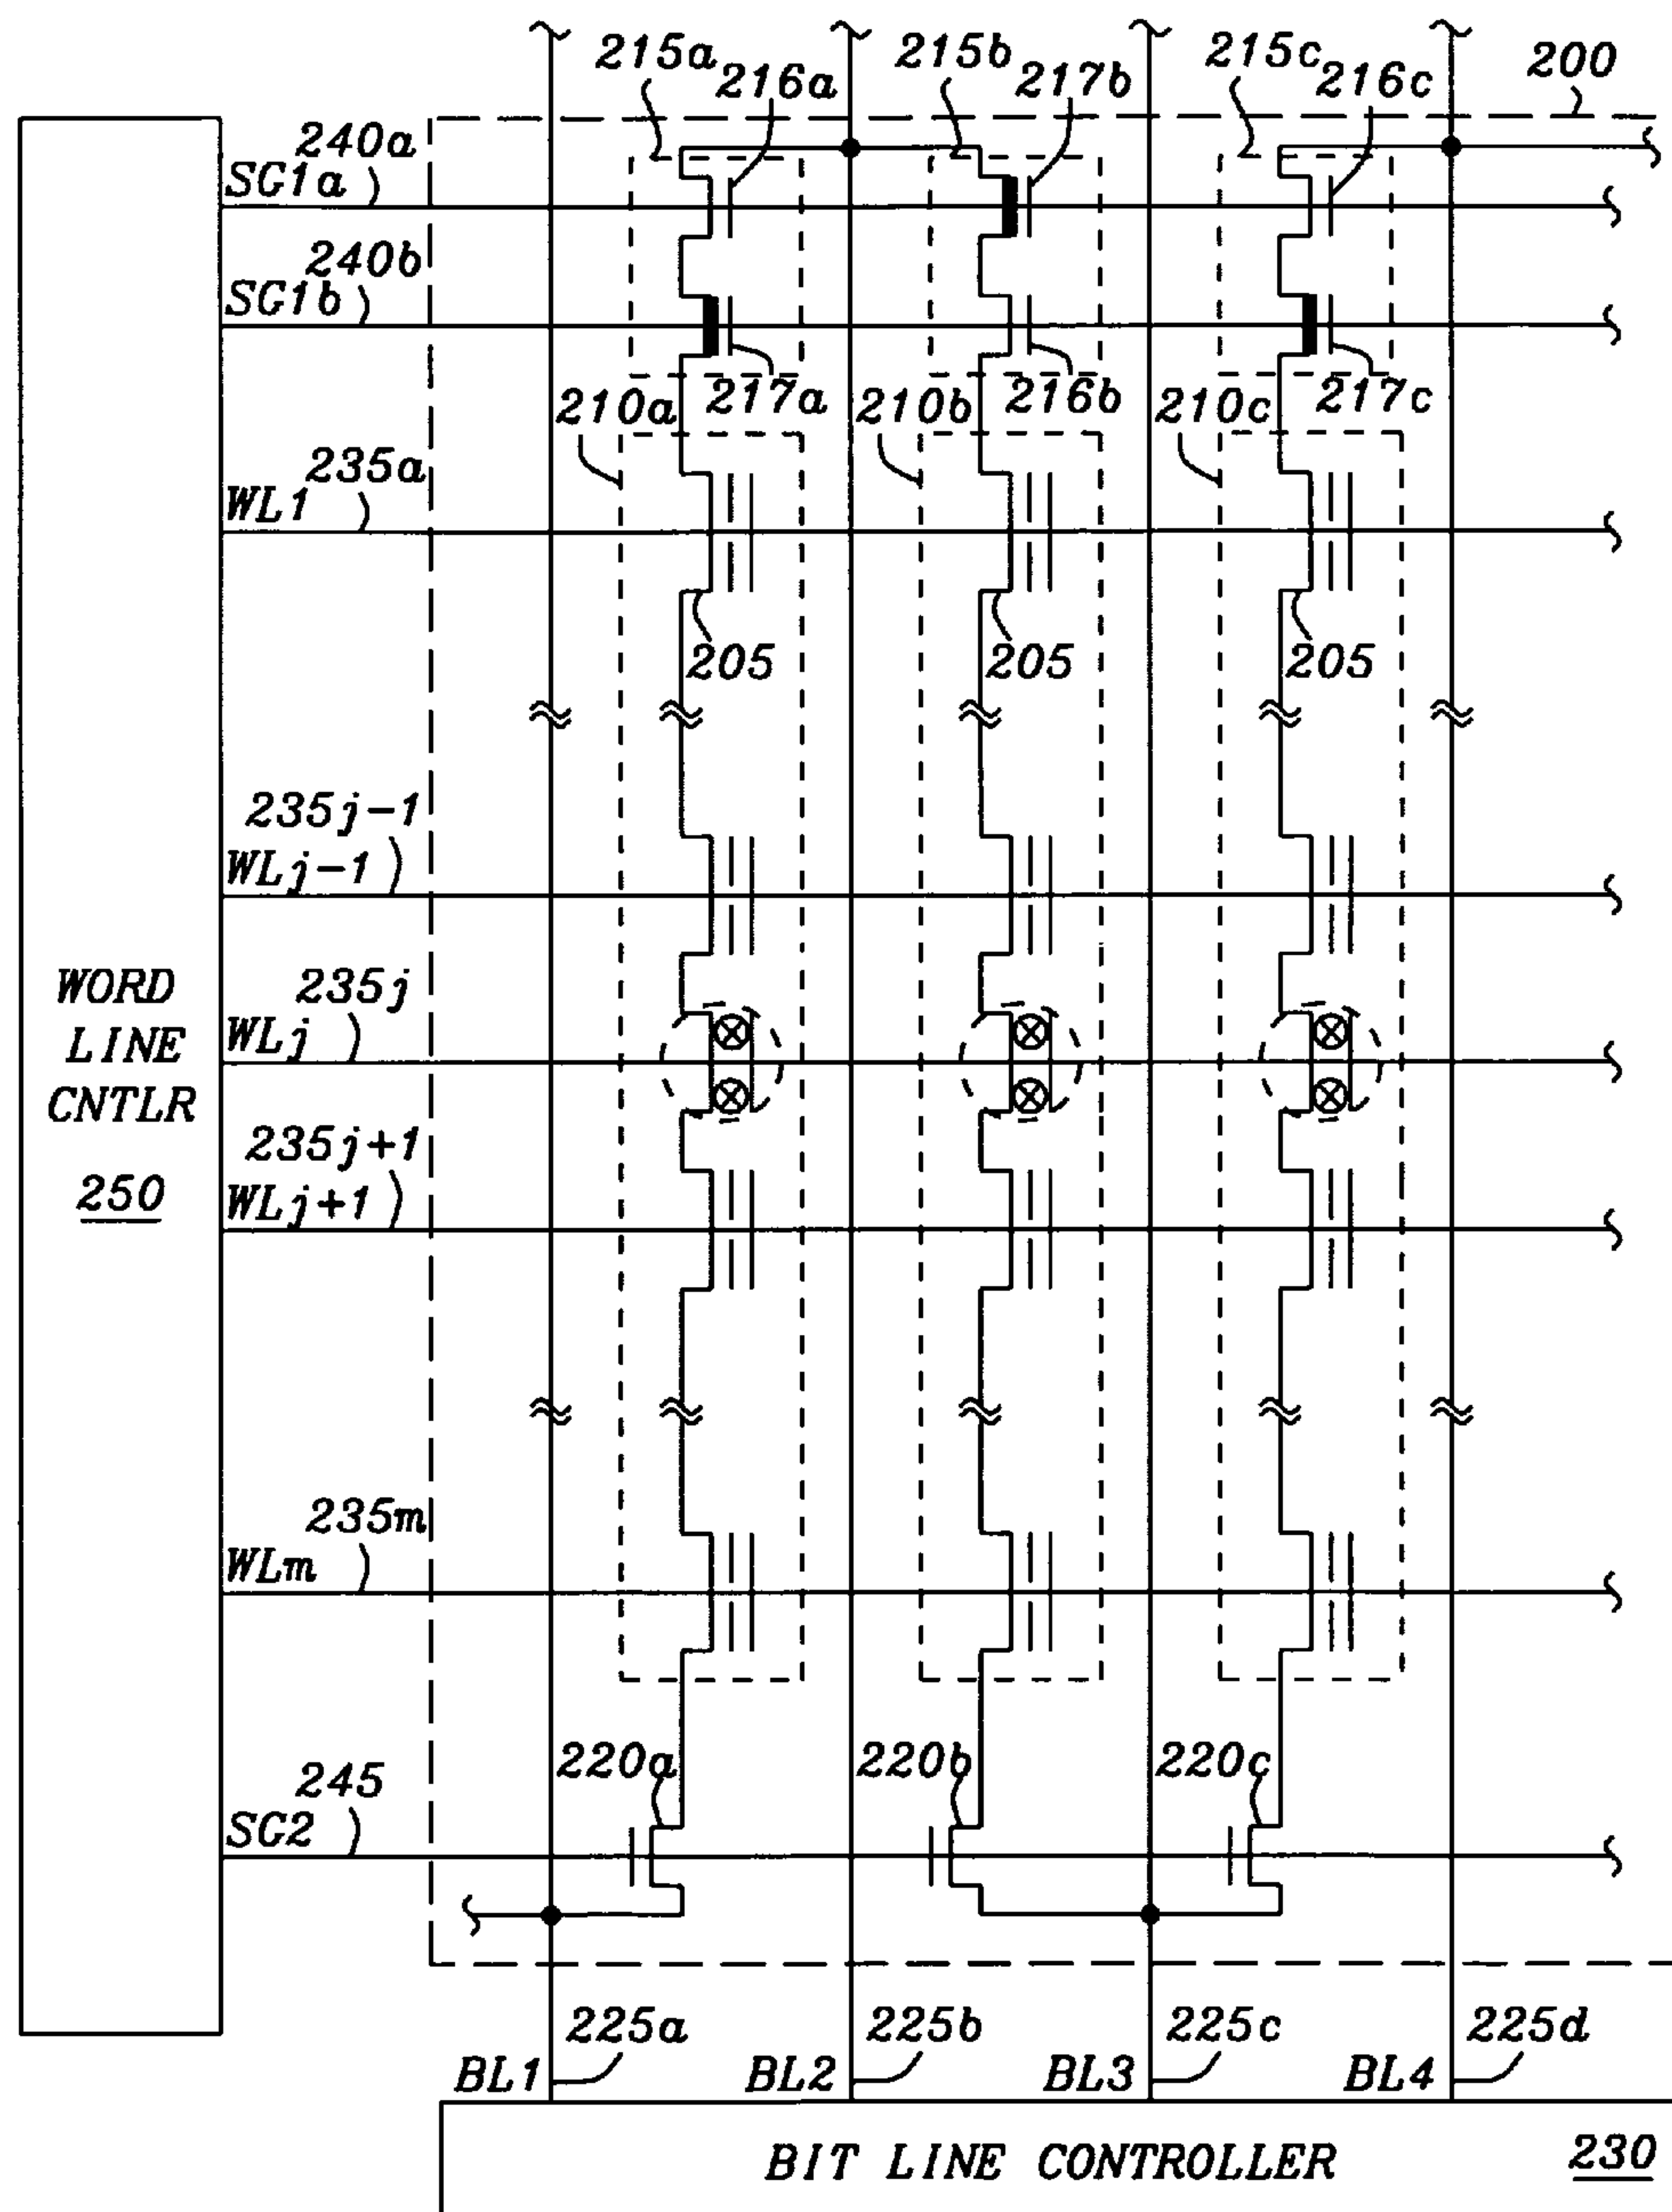 215a
216a
215b
217b
215c
216c
200
240a
SG1a
240b
SG1b
210a
217a
210b
216b
210c
217c
235a
WL1
205
205
205
235j-1
WLj-1
WORD
LINE
CNTLR
250
235j
WLj
235j+1
WLj+1
235m
WLm
220a
220b
220c
245
SG2
225a
225b
225c
225d
BL1
BL2
BL3
BL4
BIT LINE CONTROLLER
230